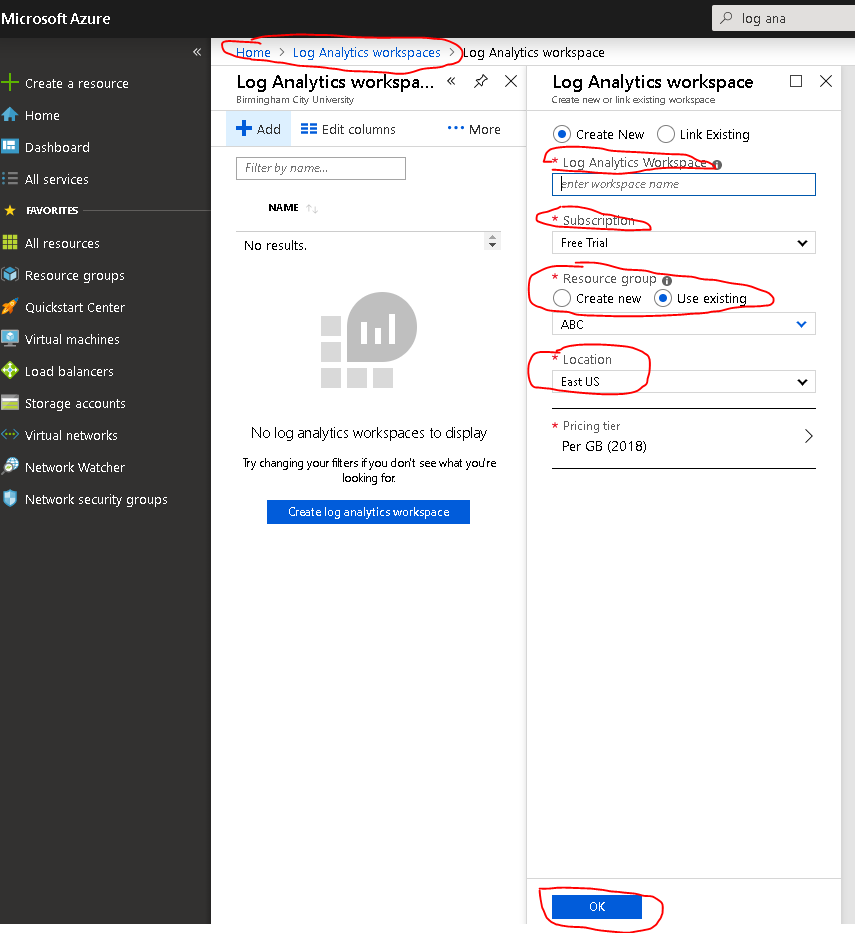 Microsoft Azure
log ana
«
Create a resource
Home
Dashboard
All services
FAVORITES
All resources
Resource groups
Quickstart Center
Virtual machines
Load balancers
Storage accounts
Virtual networks
Network Watcher
Network security groups
Home > Log Analytics workspaces > Log Analytics workspace
Log Analytics workspa... «
Birmingham City University
Add Edit columns ••• More
Filter by name...
NAME
No results.
No log analytics workspaces to display
Try changing your filters if you don't see what you're
looking for.
Create log analytics workspace
Log Analytics workspace
Create new or link existing workspace
Create New Link Existing
* Log Analytics Workspace
enter workspace name
* Subscription
Free Trial
* Resource group
Create new Use existing
ABC
* Location
East US
* Pricing tier
Per GB (2018)
OK